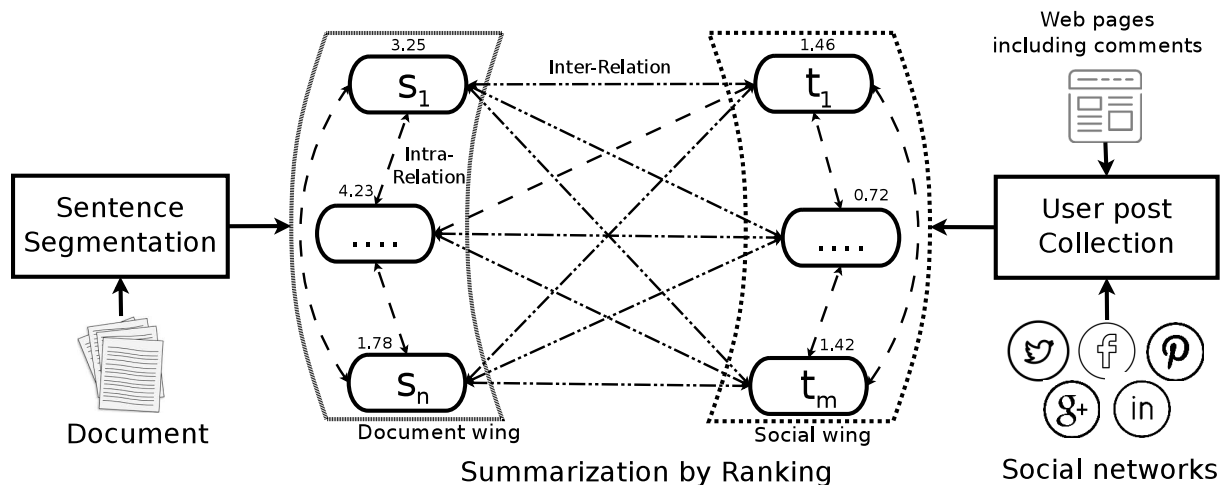 Web pages
including comments
3.25
1.46
s1
Inter-Relation
t1
Intra-
Relation
4.23
0.72
Sentence
Segmentation
....
....
User post
Collection
1.78
1.42
sn
tm
f
g+
in
Document
Document wing
Social wing
Summarization by Ranking
Social networks